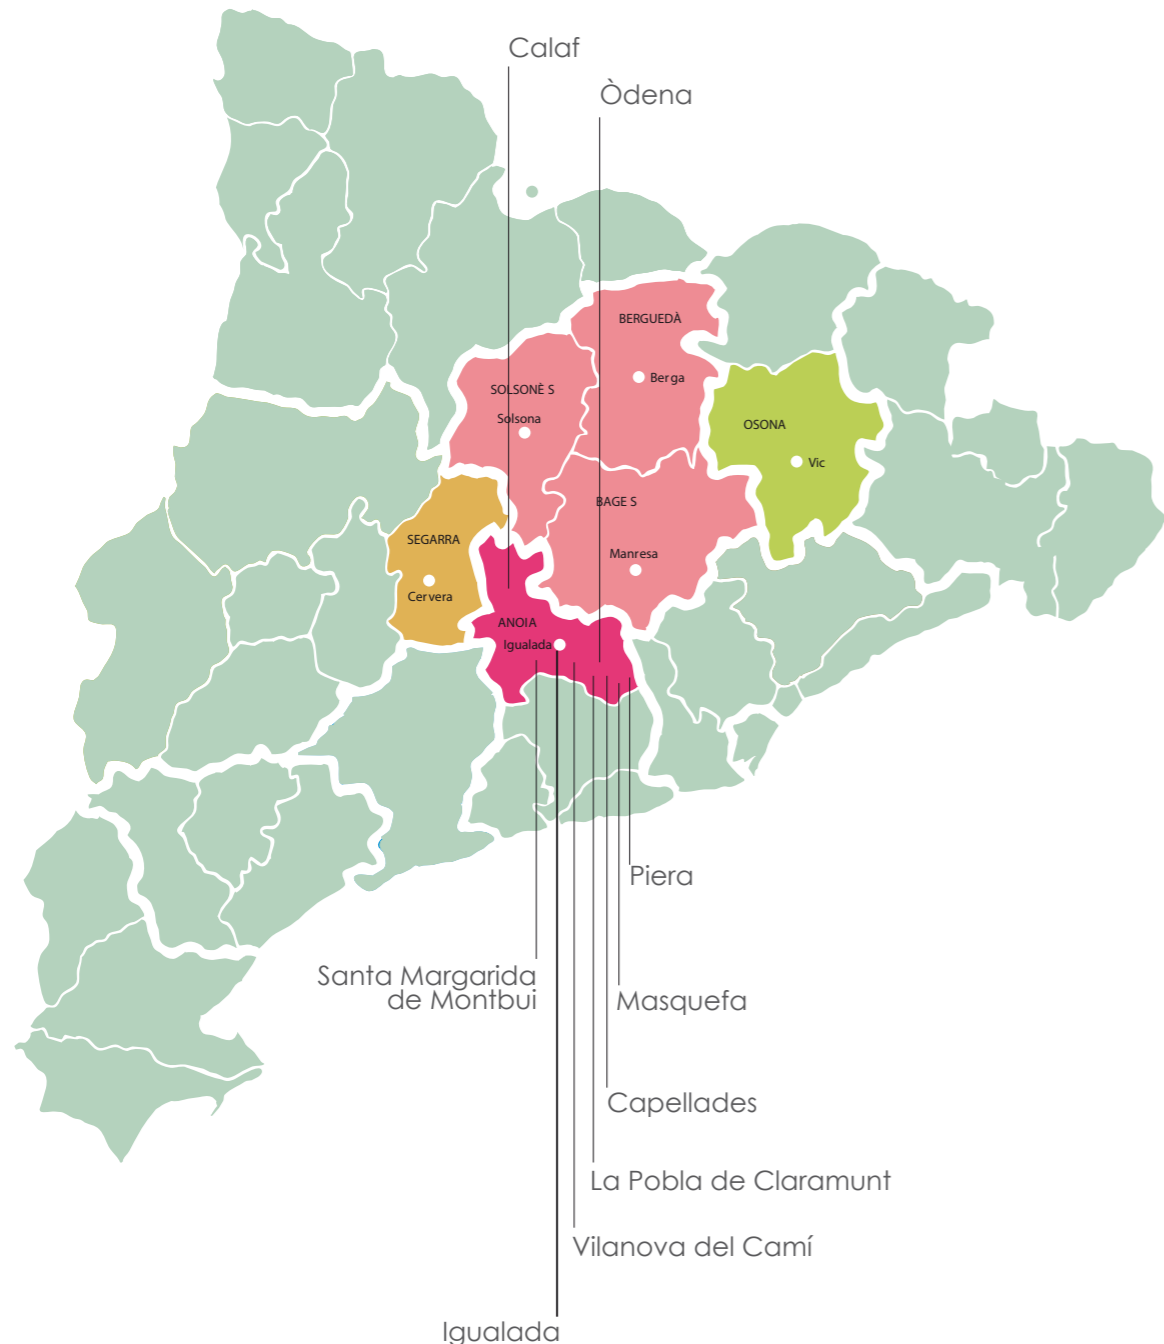 Calaf
Òdena
BERGUEDÀ
Berga
SOLSONÈ S
Solsona
OSONA
Vic
BAGE S
Manresa
SEGARRA
Cervera
ANOIA
Igualada
Piera
Santa Margarida
de Montbui
Masquefa
Capellades
La Pobla de Claramunt
Vilanova del Camí
Igualada